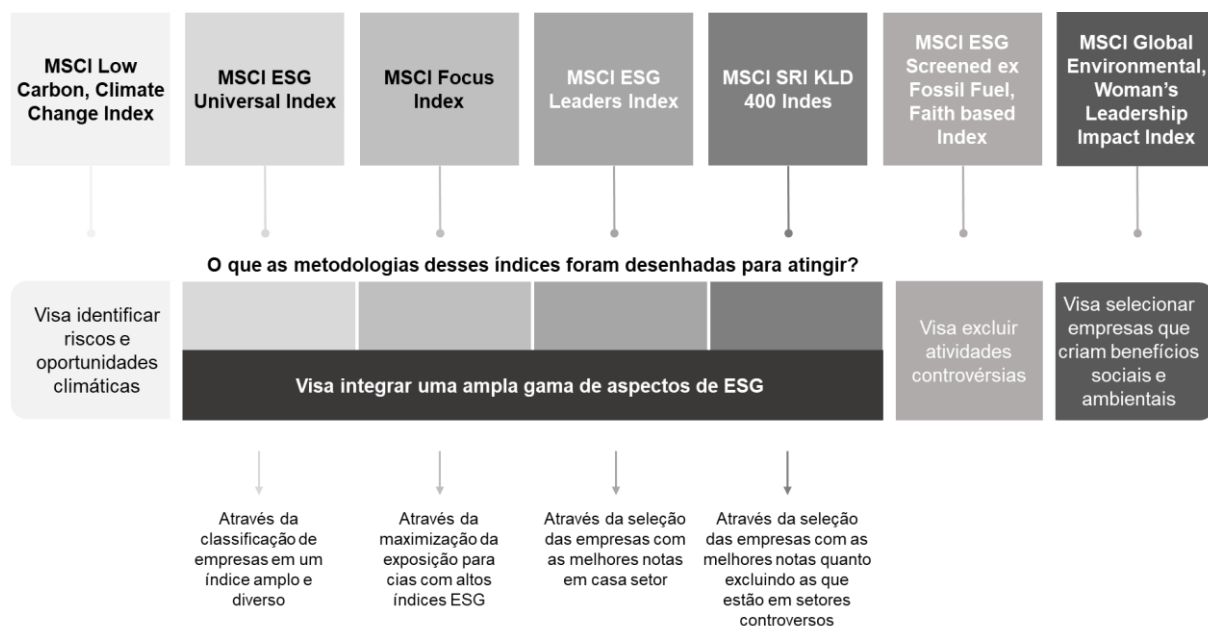 MSCI Low
Carbon, Climate
Change Index
MSCI ESG
Universal Index
MSCI Focus
Index
MSCI ESG
Leaders Index
MSCI SRI KLD
400 Indes
MSCI ESG
Screened ex
Fossil Fuel,
Faith based
Index
MSCI Global
Environmental,
Woman’s
Leadership
Impact Index
O que as metodologias desses índices foram desenhadas para atingir?
Visa identificar
riscos e
oportunidades
climáticas
Visa integrar uma ampla gama de aspectos de ESG
Visa excluir
atividades
controvérsias
Visa selecionar
empresas que
criam benefícios
sociais e
ambientais
Através da
classificação de
empresas em um
índice amplo e
diverso
Através da
maximização da
exposição para
cias com altos
índices ESG
Através da seleção
das empresas com
as melhores notas
em casa setor
Através da seleção
das empresas com as
melhores notas quanto
excluindo as que
estão em setores
controversos